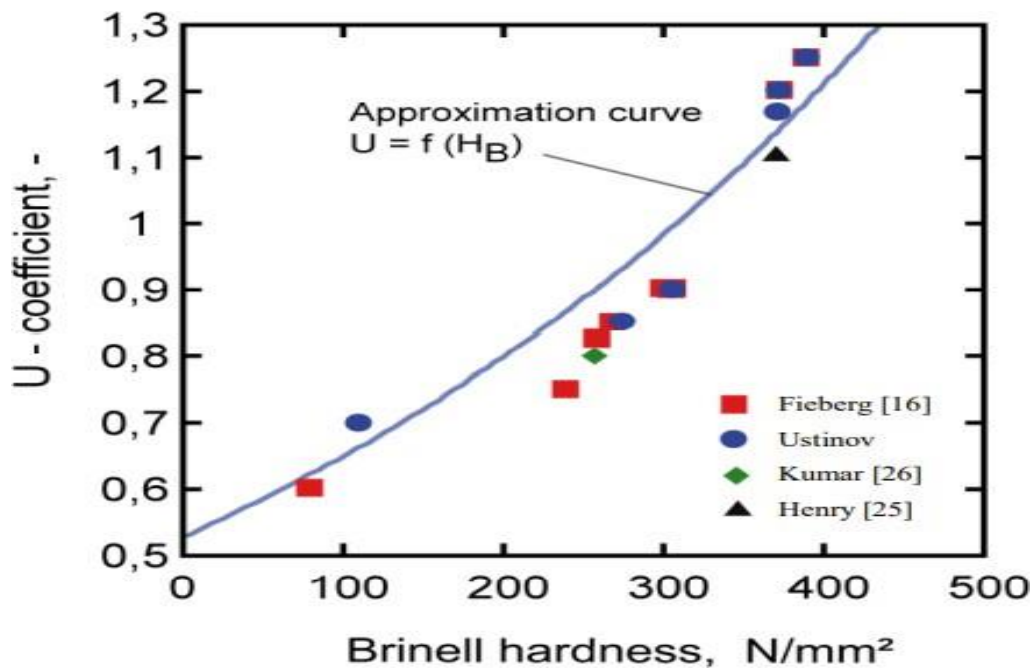 1,3
1,2
1,1
1
0,9
0,8
0,7
0,6
0,5
U - coefficient, -
Approximation curve
U = f (HB)
Fieberg [16]
Ustinov
Kumar [26]
Henry [25]
0 100 200 300 400 500
Brinell hardness, N/mm²